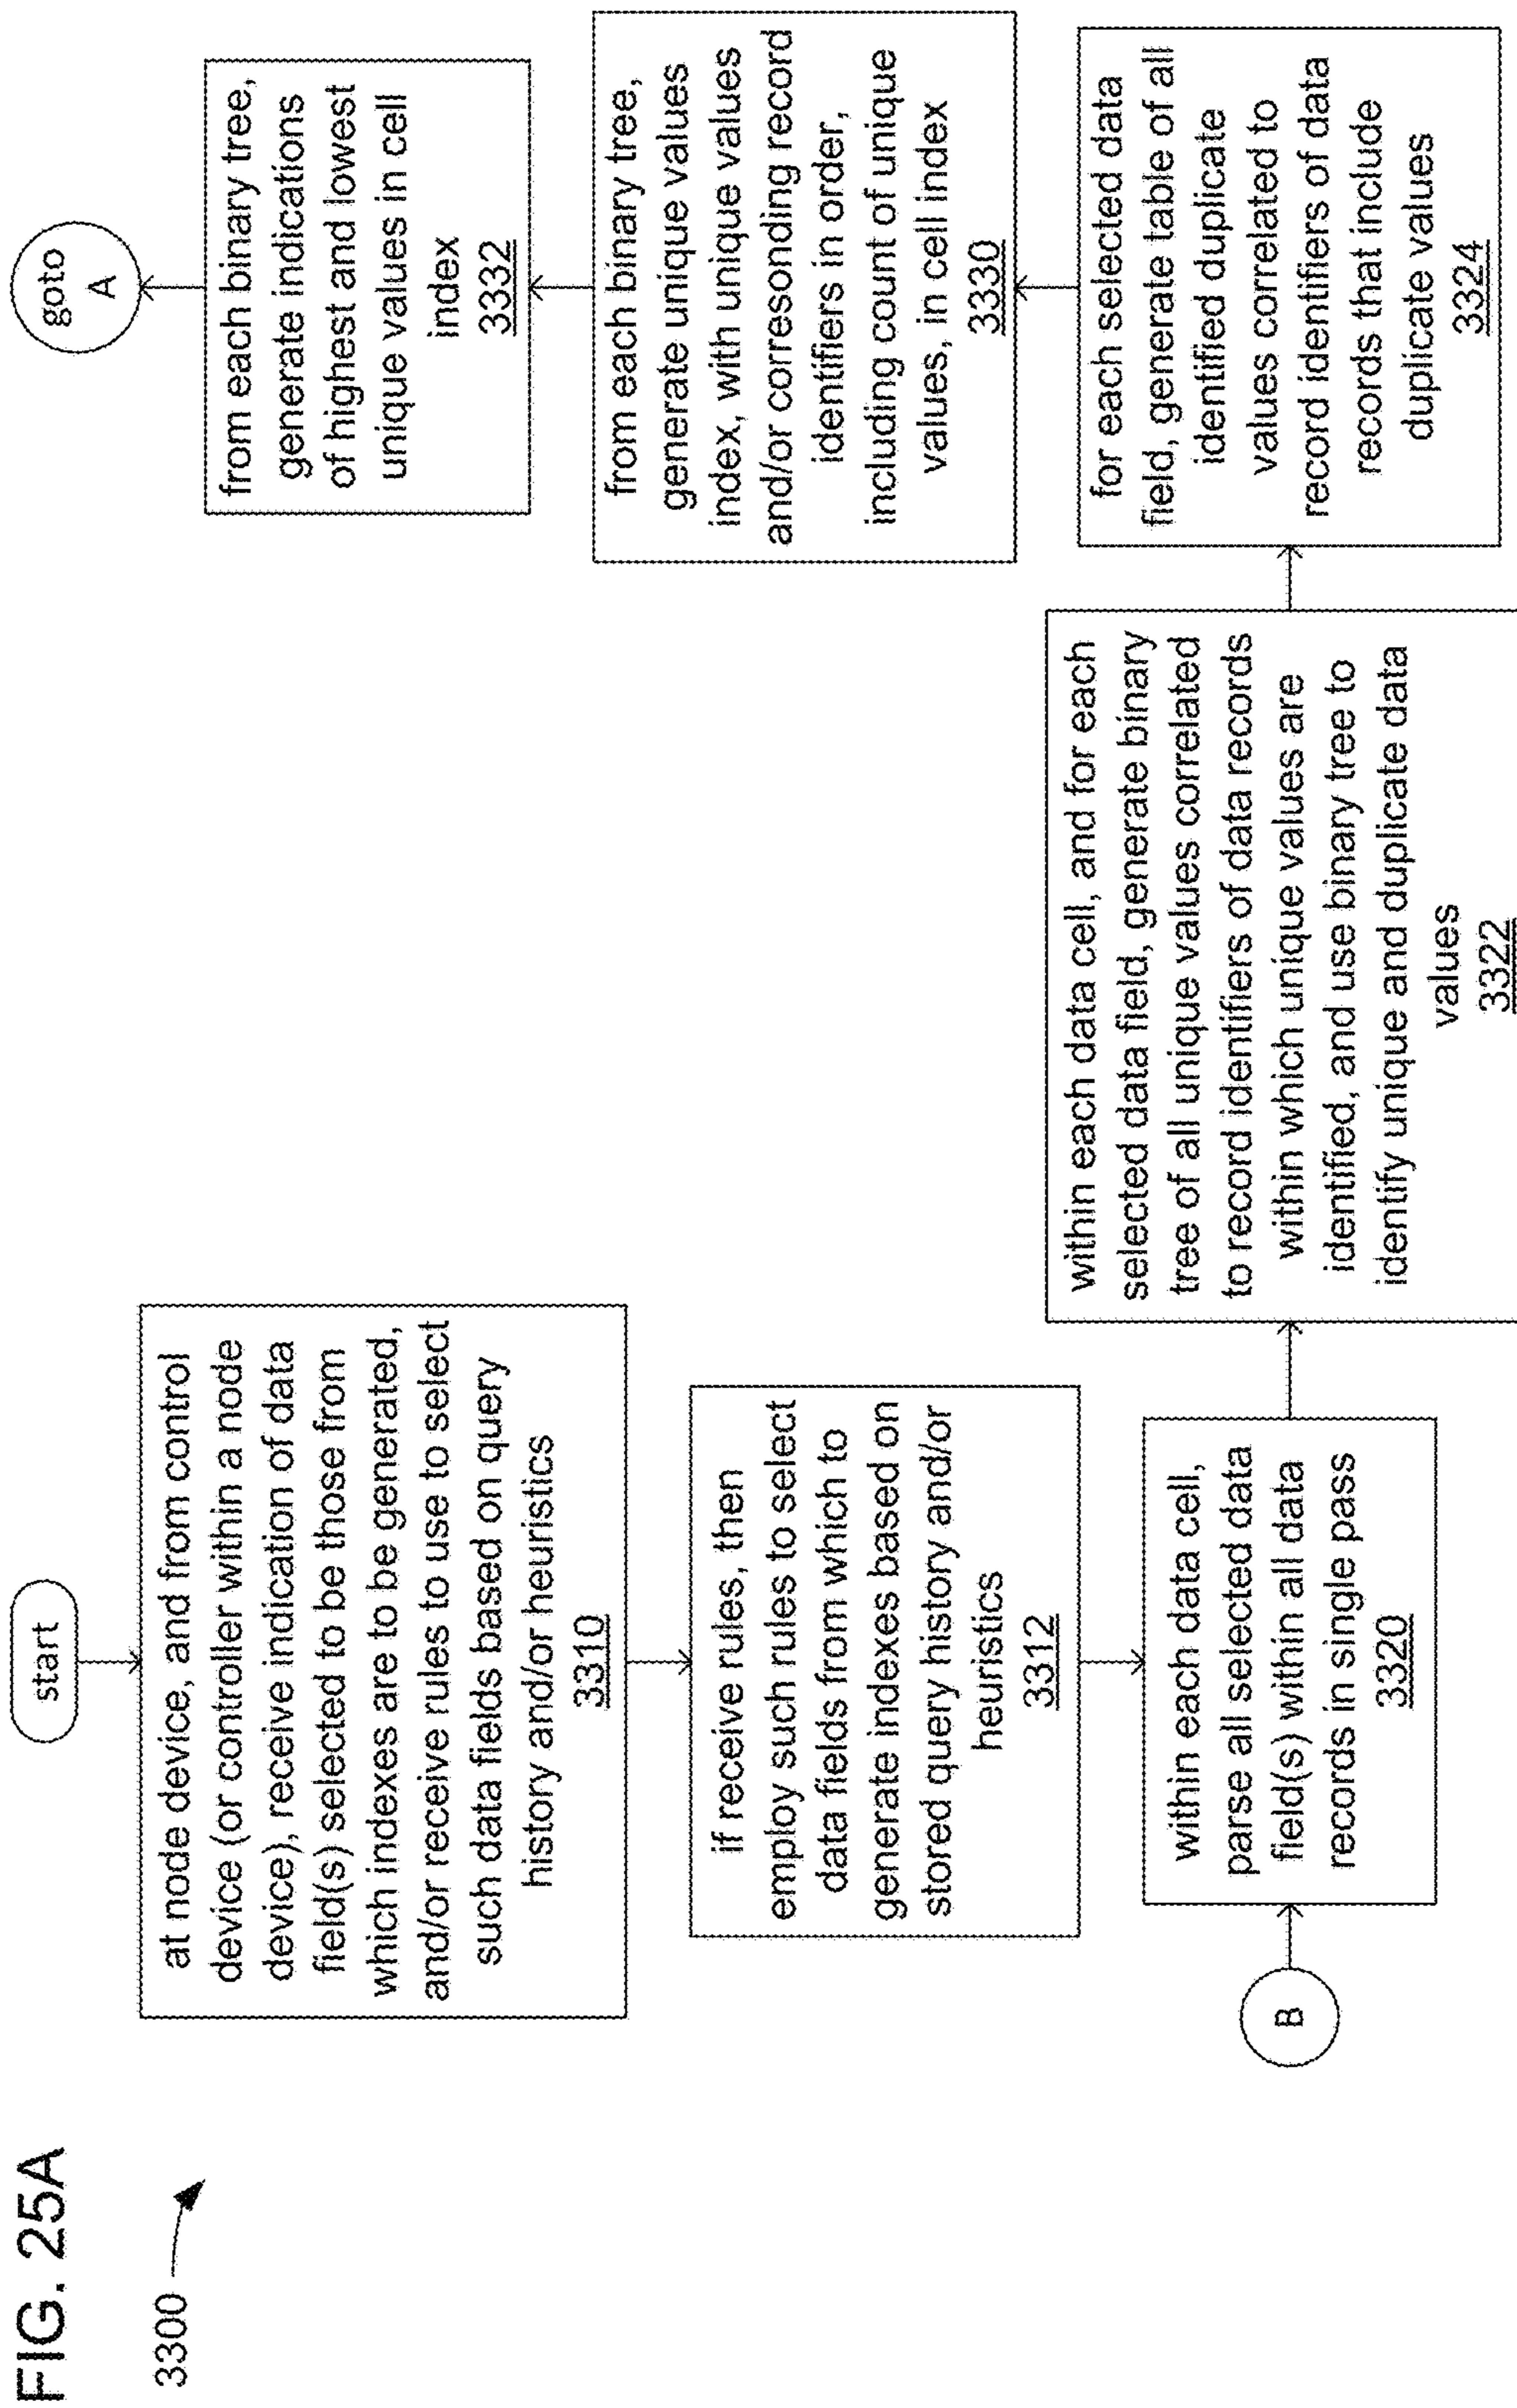 FIG. 25A
3300
start
at node device, and from control
device (or controller within a node
device), receive indication of data
field(s) selected to be those from
which indexes are to be generated,
and/or receive rules to use to select
such data fields based on query
history and/or heuristics
3310
if receive rules, then
employ such rules to select
data fields from which to
generate indexes based on
stored query history and/or
heuristics
3312
B
within each data cell,
parse all selected data
field(s) within all data
records in single pass
3320
within each data cell, and for each
selected data field, generate binary
tree of all unique values correlated
to record identifiers of data records
within which unique values are
identified, and use binary tree to
identify unique and duplicate data
values
3322
for each selected data
field, generate table of all
identified duplicate
values correlated to
record identifiers of data
records that include
duplicate values
3324
from each binary tree,
generate unique values
index, with unique values
and/or corresonding record
identifiers in order,
including count of unique
values, in cell index
3330
from each binary tree,
generate indications
of highest and lowest
unique values in cell
index
3332
goto
A